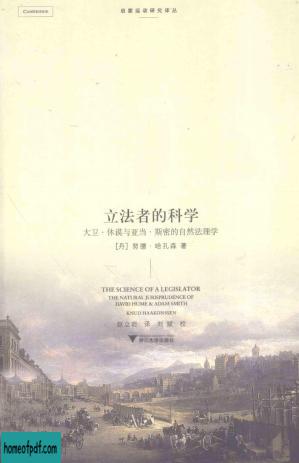 CAMBRIDGE
启蒙运动研究译丛
立法者的科学
大卫·休谟与亚当·斯密的自然法理学
[丹] 努德·哈孔森 著
THE SCIENCE OF A LEGISLATOR
THE NATURAL JURISPRUDENCE OF
DAVID HUME & ADAM SMITH
KNUD HAAKONSSEN
赵立岩 译 刘斌 校
浙江大学出版社
homeofpdf.com